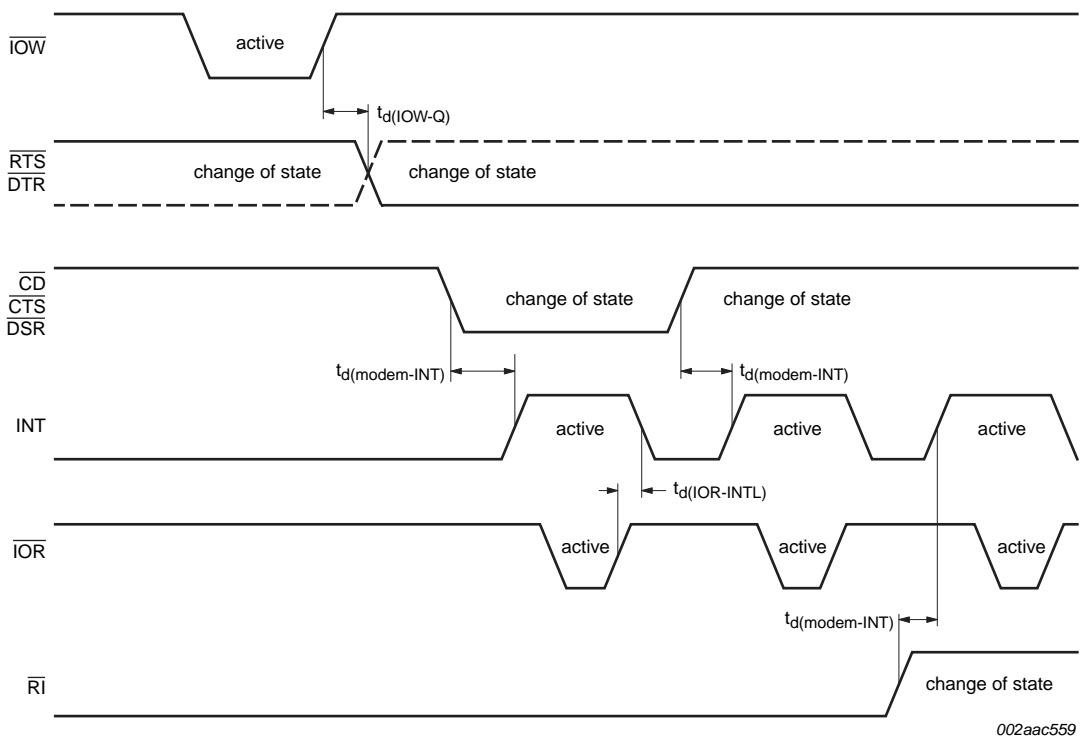 IOW
active
td(IOW-Q)
RTS
DTR
change of state
change of state
CD
CTS
DSR
change of state
change of state
td(modem-INT)
td(modem-INT)
INT
active
active
active
td(IOR-INTL)
IOR
active
active
active
td(modem-INT)
RI
change of state
002aac559